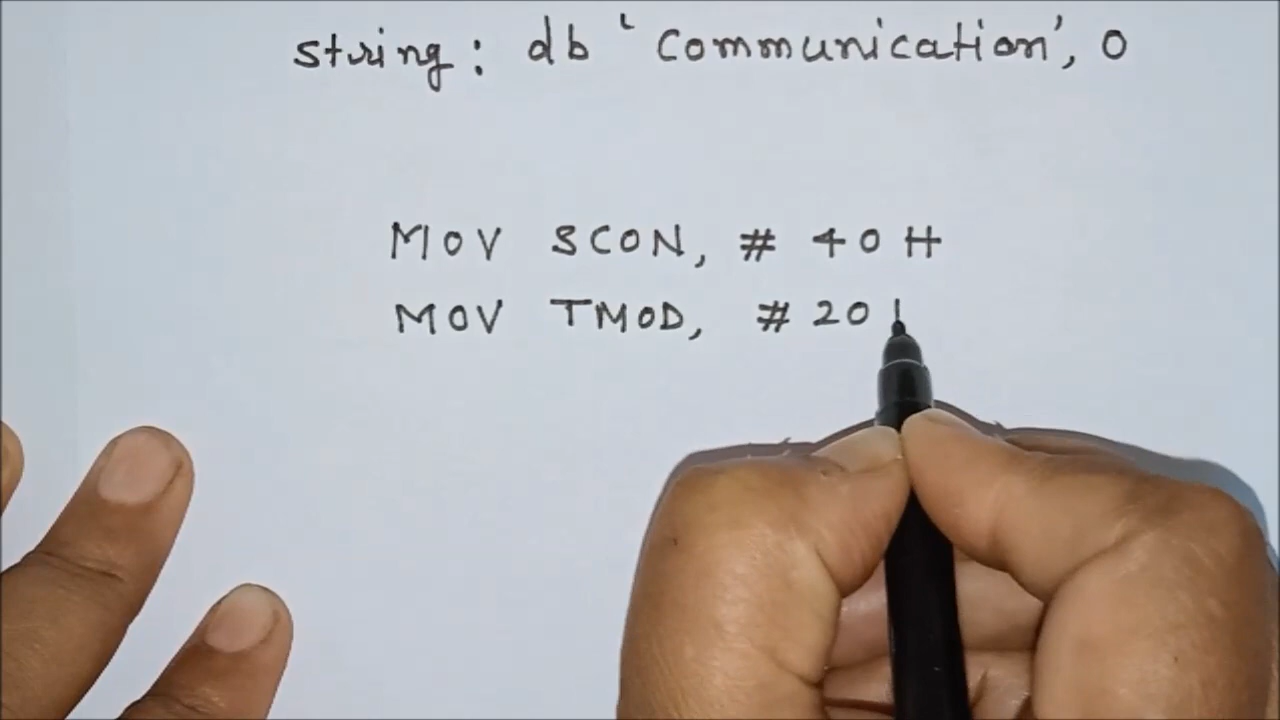 string: db 'communication', 0
MOV SCON, # 40H
MOV TMOD, # 20